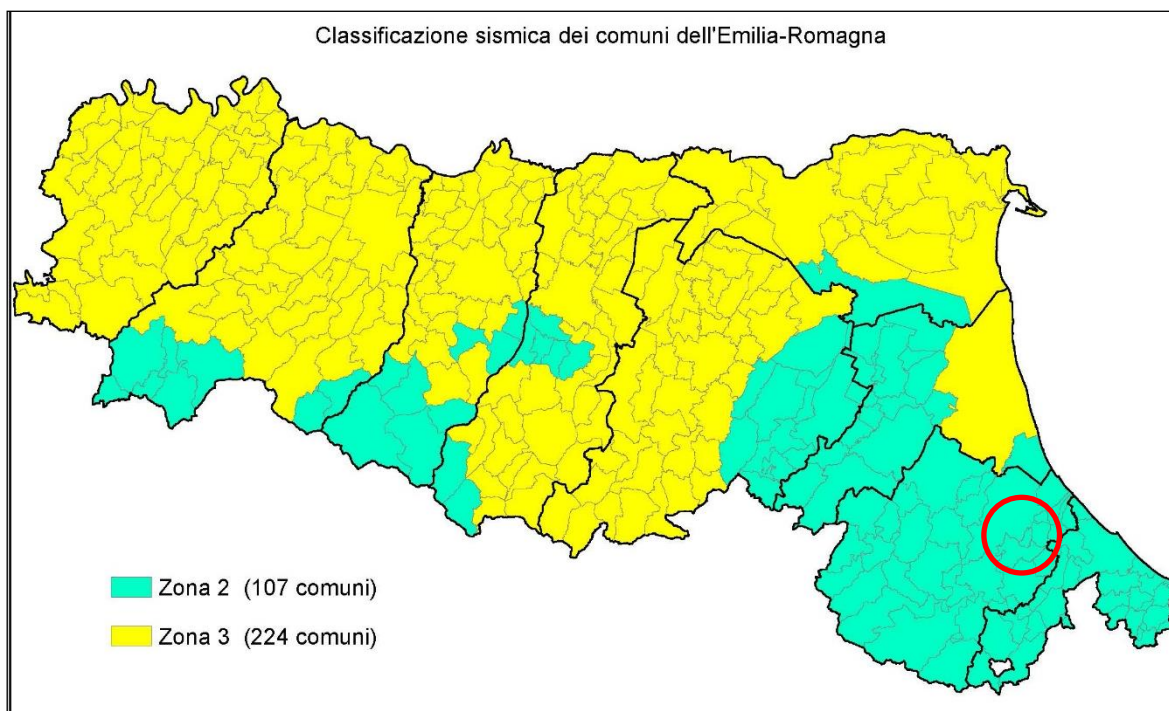 Classificazione sismica dei comuni dell'Emilia-Romagna
Zona 2 (107 comuni)
Zona 3 (224 comuni)